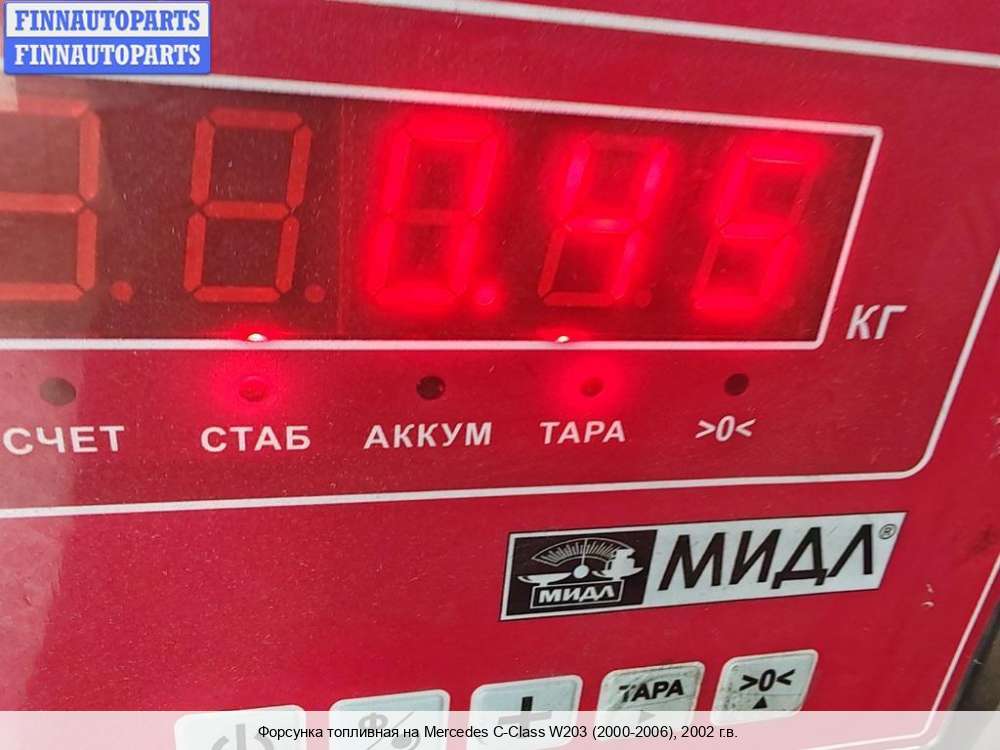 FINNAUTOPARTS
FINNAUTOPARTS
0.45
КГ
СЧЕТ СТАБ АККУМ ТАРА >0<
МИДЛ
МИДЛ®
ТАРА >0<
Форсунка топливная на Mercedes C-Class W203 (2000-2006), 2002 г.в.